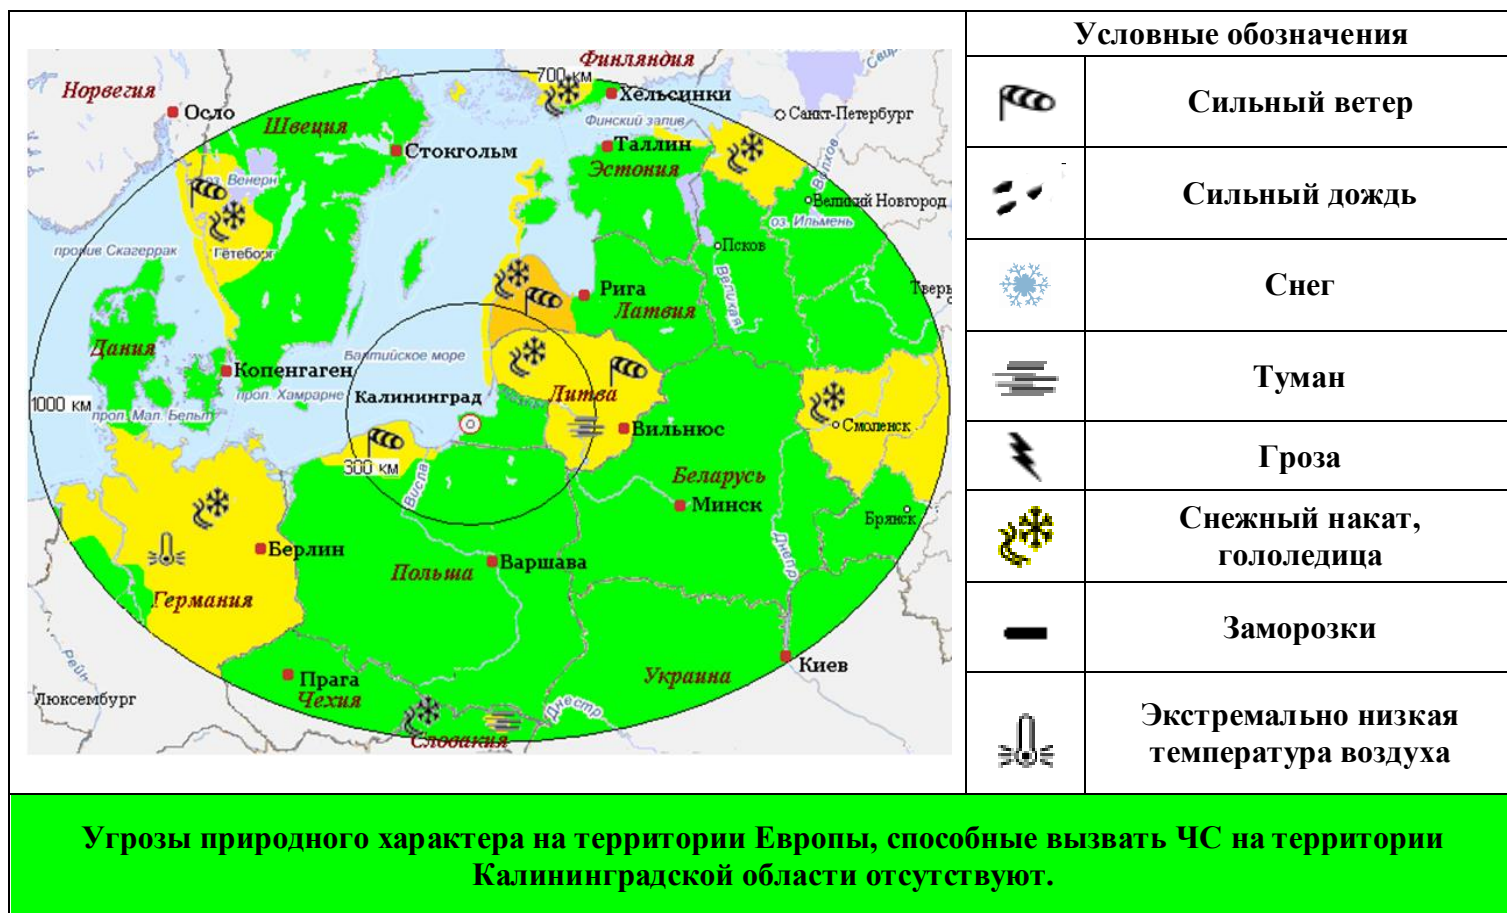 Условные обозначения
Сильный ветер
Сильный дождь
Снег
Туман
Гроза
Снежный накат,
гололедица
Заморозки
Экстремально низкая
температура воздуха
Финляндия
700 км
Норвегия
Хельсинки
Осло
Санкт-Петербург
Швеция
Финский залив
Стокгольм
Таллин
Эстония
Волхов
оз. Венерн
Великий Новгород
оз. Ильмень
Гётеборг
Псков
Великая
Рига
Тверь
Латвия
Дания
Балтийское море
Копенгаген
Калининград
Литва
1000 км
Вильнюс
Смоленск
300 км
Висла
Беларусь
Минск
Брянск
Днепр
Берлин
Польша
Варшава
Германия
Рейн
Прага
Чехия
Украина
Киев
Люксембург
Днестр
Словакия
Угрозы природного характера на территории Европы, способные вызвать ЧС на территории
Калининградской области отсутствуют.